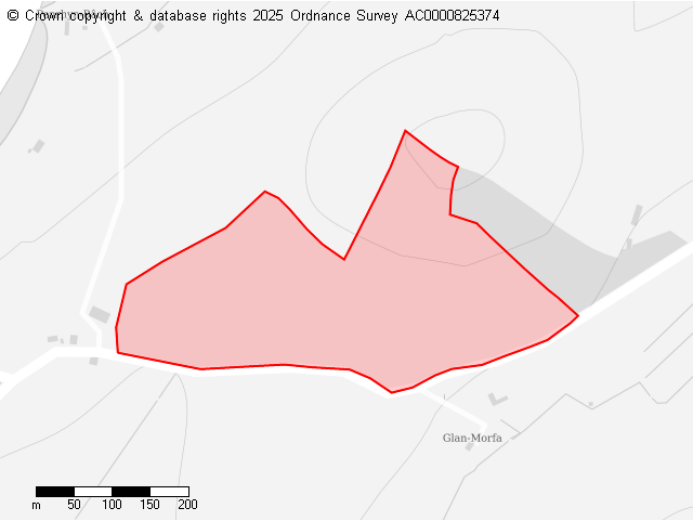 © Crown copyright & database rights 2025 Ordnance Survey AC0000825374
Glan-Morfa
m 50 100 150 200